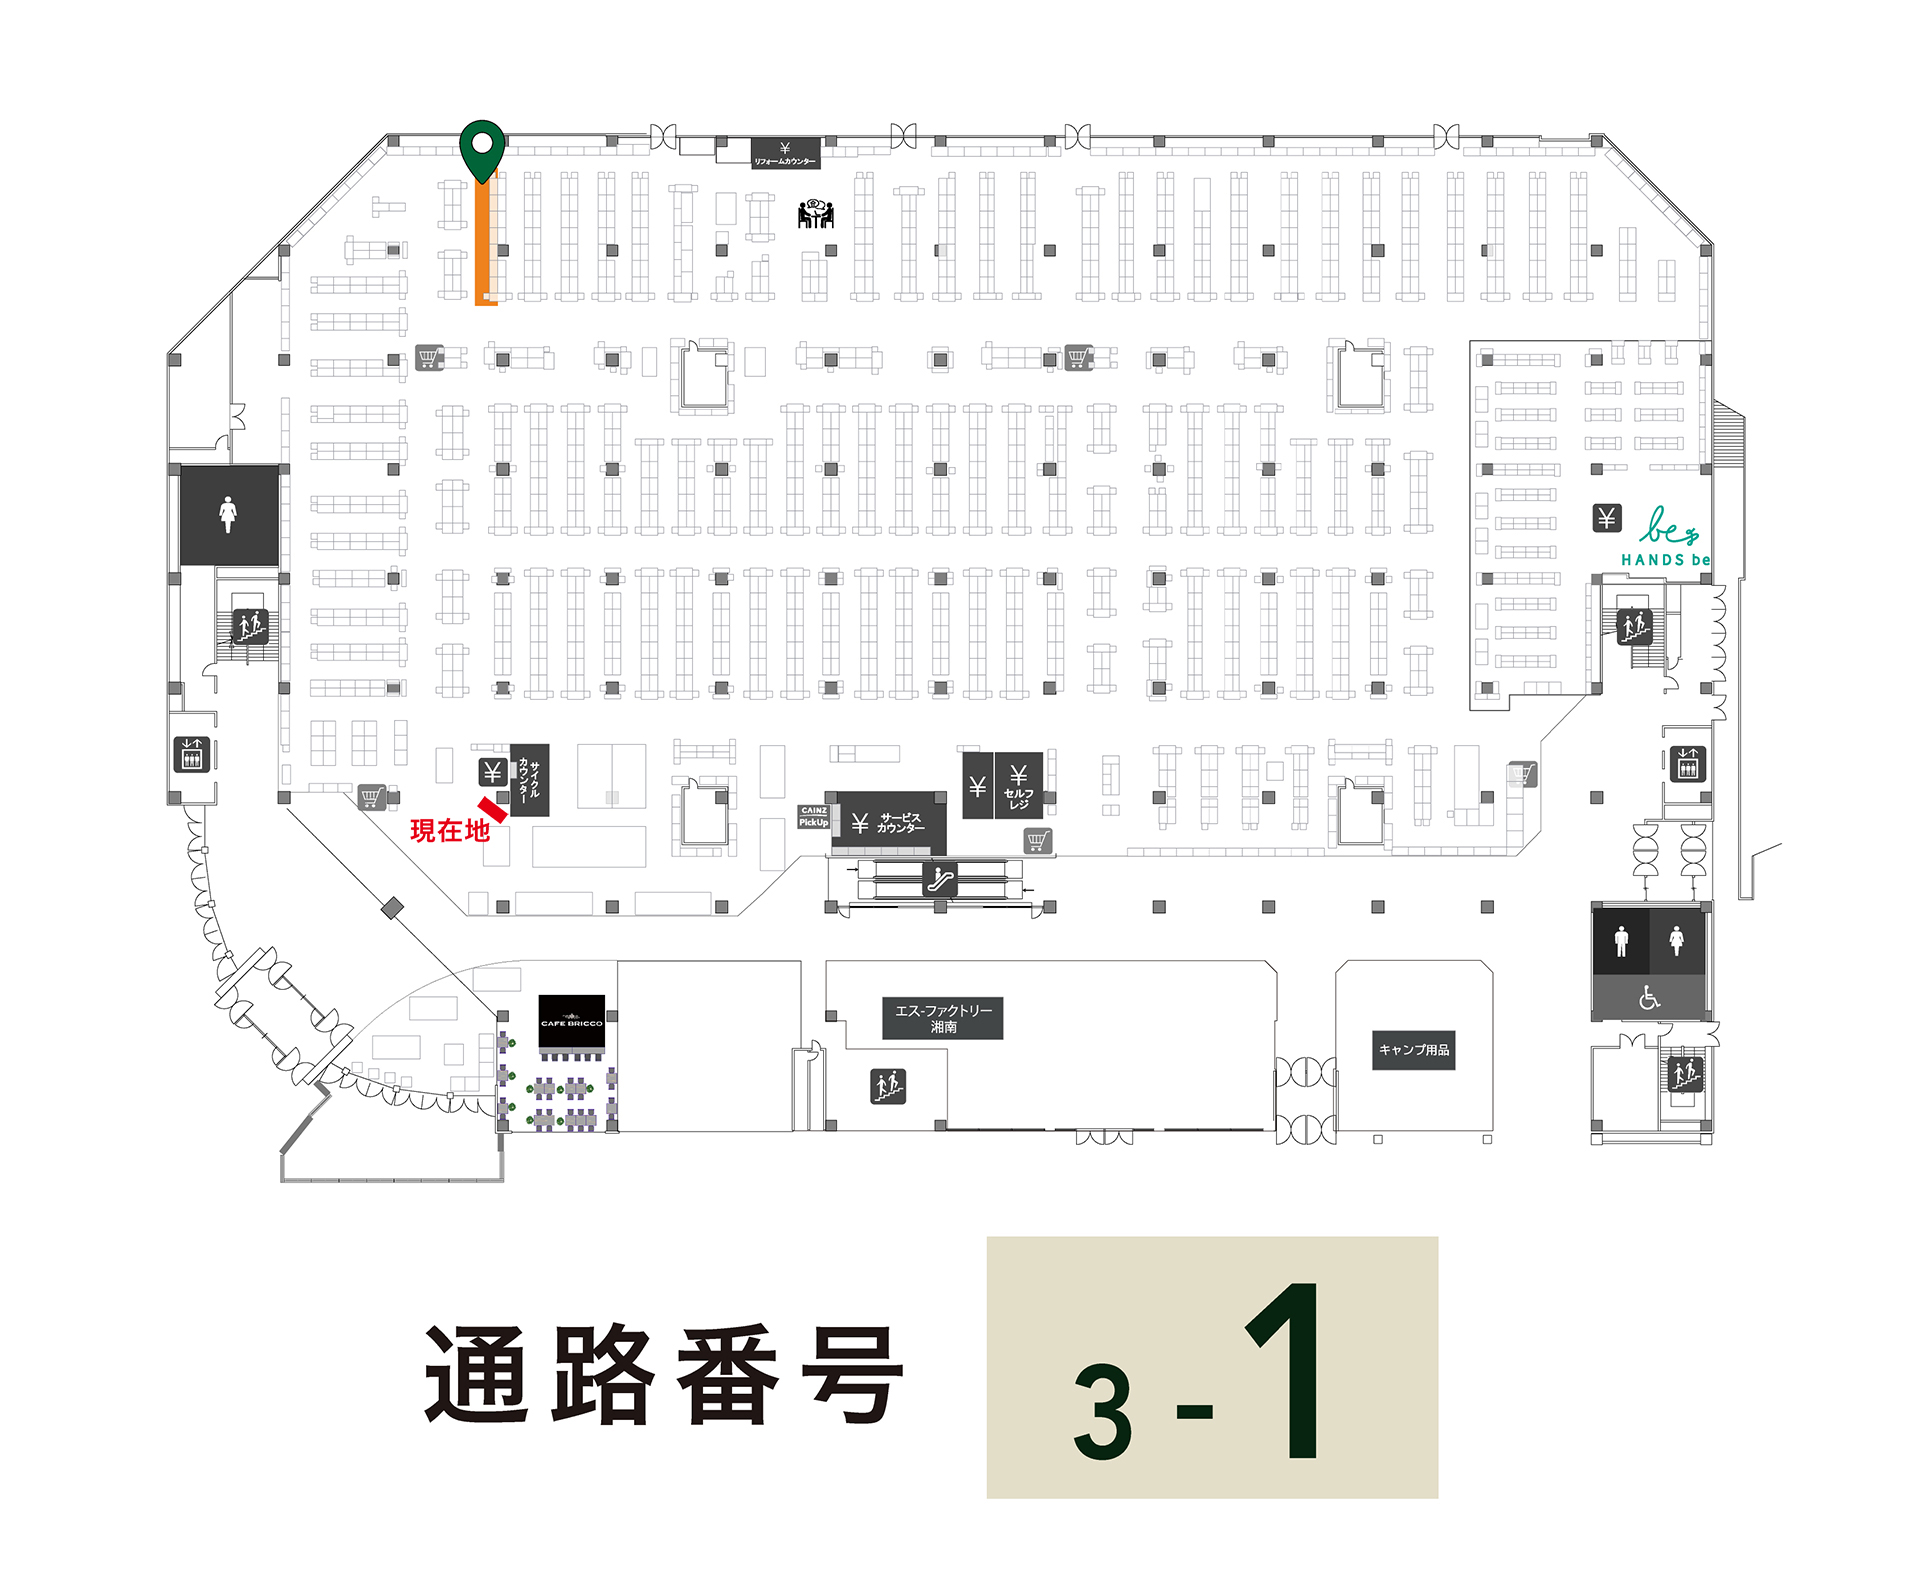 ¥
リフォームカウンター
¥
be
HANDS be
¥
サイクル
カウンター
現在地
CAINZ
PickUp
¥
サービス
カウンター
¥
¥
セルフ
レジ
CAFE BRICCO
エス-ファクトリー
湘南
キャンプ用品
通路番号
3 - 1